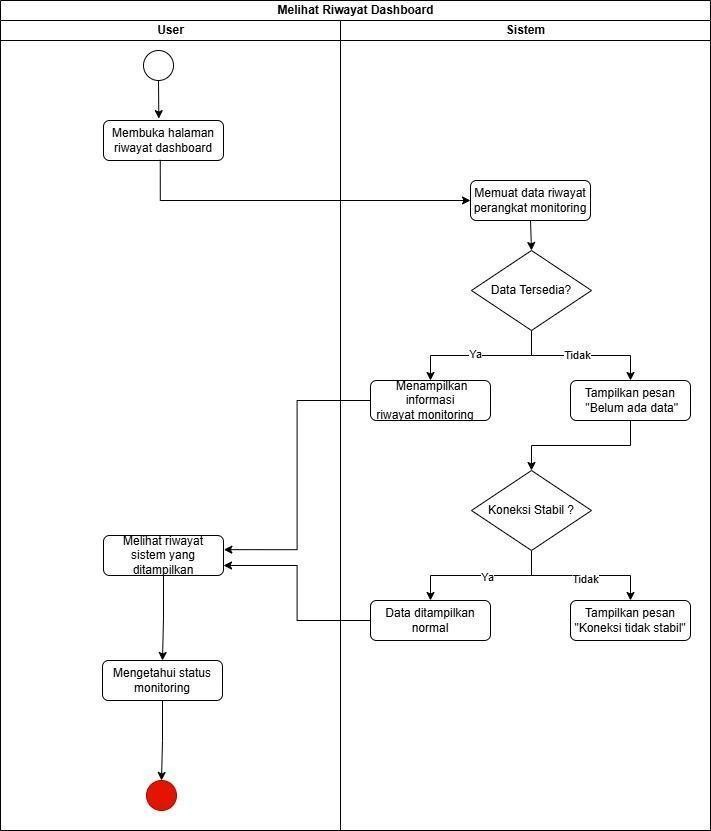 Melihat Riwayat Dashboard
User
Sistem
Membuka halaman
riwayat dashboard
Memuat data riwayat
perangkat monitoring
Data Tersedia?
Ya
Tidak
Menampilkan
informasi
riwayat monitoring
Tampilkan pesan
"Belum ada data"
Koneksi Stabil ?
Melihat riwayat
sistem yang
ditampilkan
Ya
Tidak
Data ditampilkan
normal
Tampilkan pesan
"Koneksi tidak stabil"
Mengetahui status
monitoring